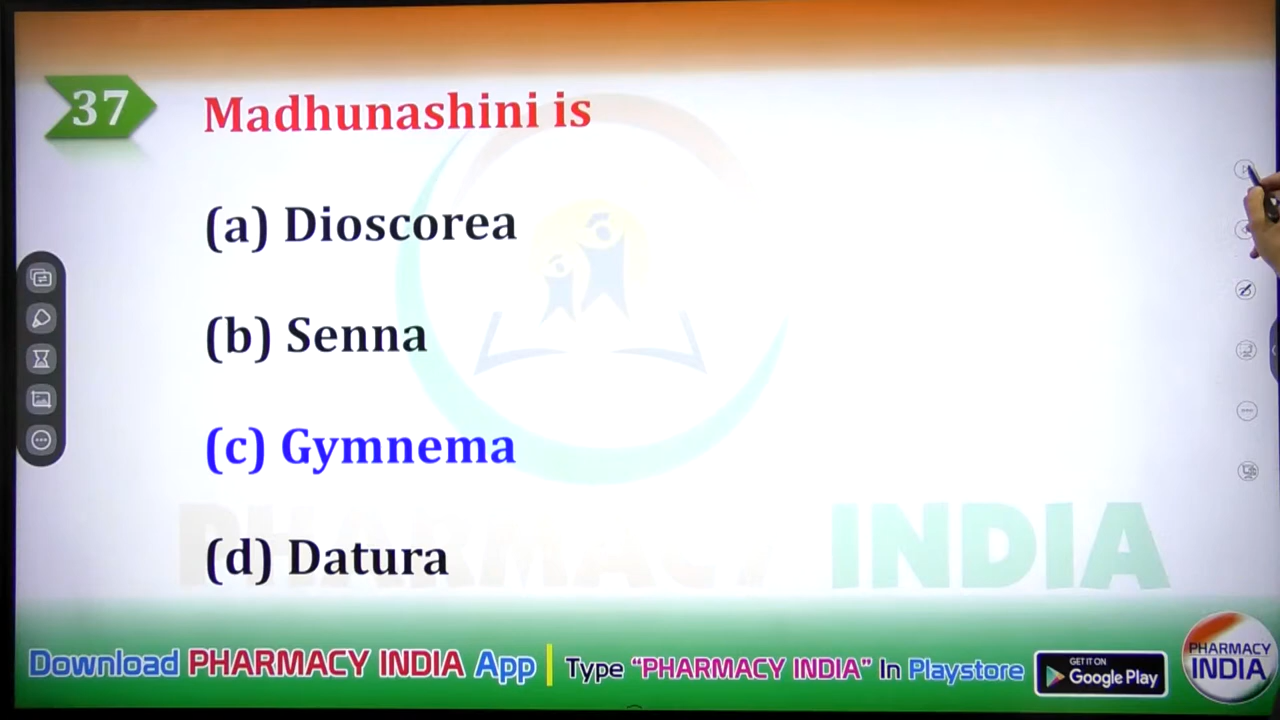 37
Madhunashini is
(a) Dioscorea
(b) Senna
(c) Gymnema
(d) Datura
PHARMACY INDIA
Download PHARMACY INDIA App | Type “PHARMACY INDIA” In Playstore
GET IT ON
Google Play
PHARMACY
INDIA